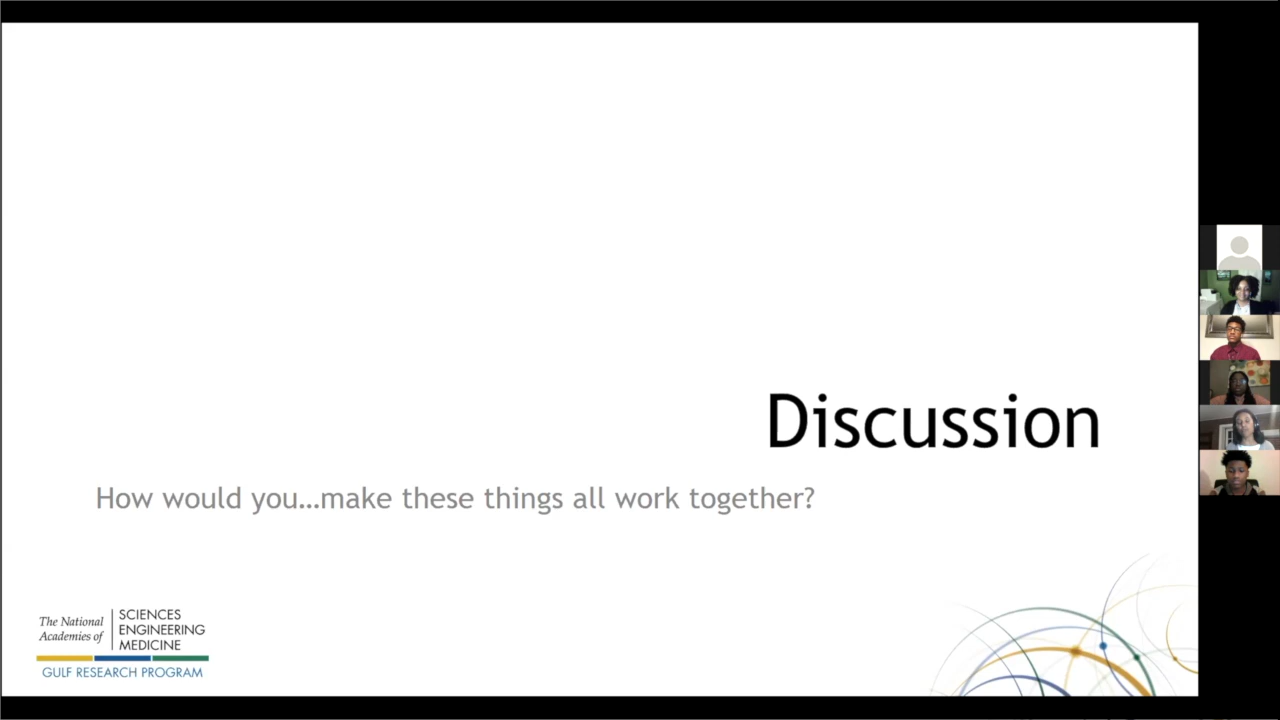 Discussion
How would you…make these things all work together?
The National
Academies of
SCIENCES
ENGINEERING
MEDICINE
GULF RESEARCH PROGRAM